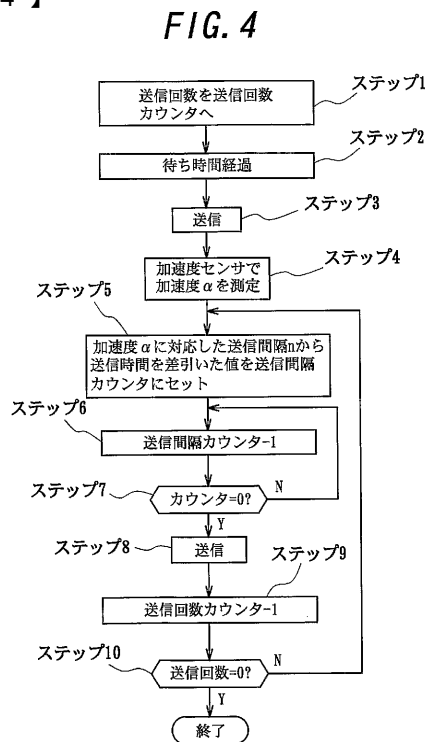 4 】
FIG. 4
ステップ1
送信回数を送信回数
カウンタへ
ステップ2
待ち時間経過
ステップ3
送信
ステップ4
加速度センサで
加速度αを測定
ステップ5
加速度αに対応した送信間隔nから
送信時間を差引いた値を送信間隔
カウンタにセット
ステップ6
送信間隔カウンター1
ステップ7
カウンタ=0?
N
Y
ステップ8
送信
ステップ9
送信回数カウンター1
ステップ10
送信回数=0?
N
Y
終了